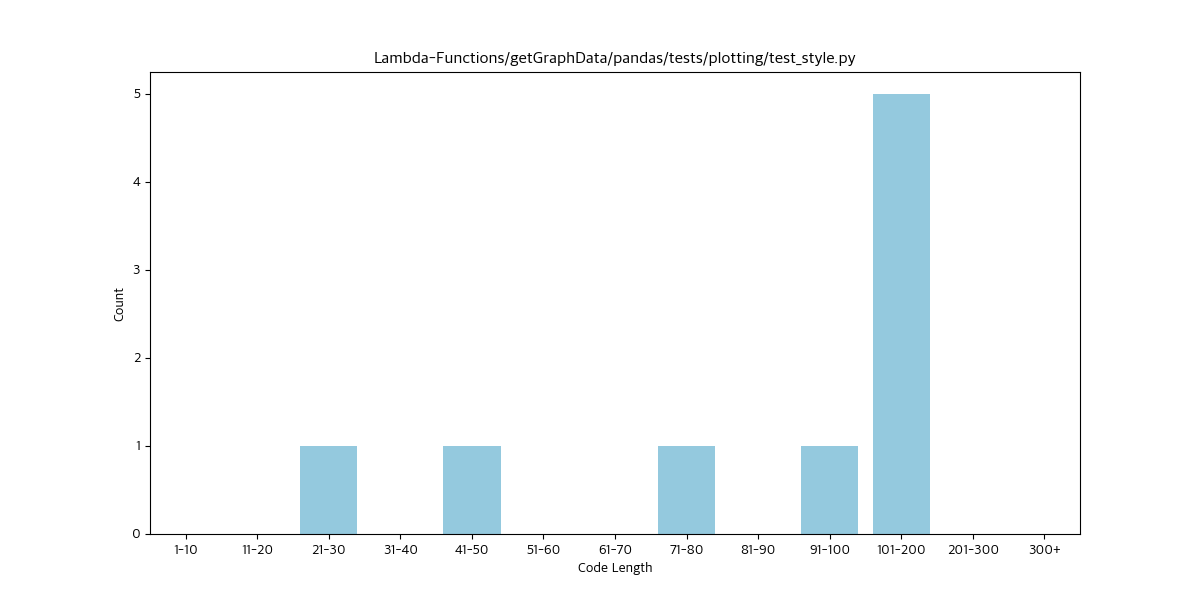 Lambda-Functions/getGraphData/pandas/tests/plotting/test_style.py
5
4
3
2
1
0
Count
1-10 11-20 21-30 31-40 41-50 51-60 61-70 71-80 81-90 91-100 101-200 201-300 300+
Code Length